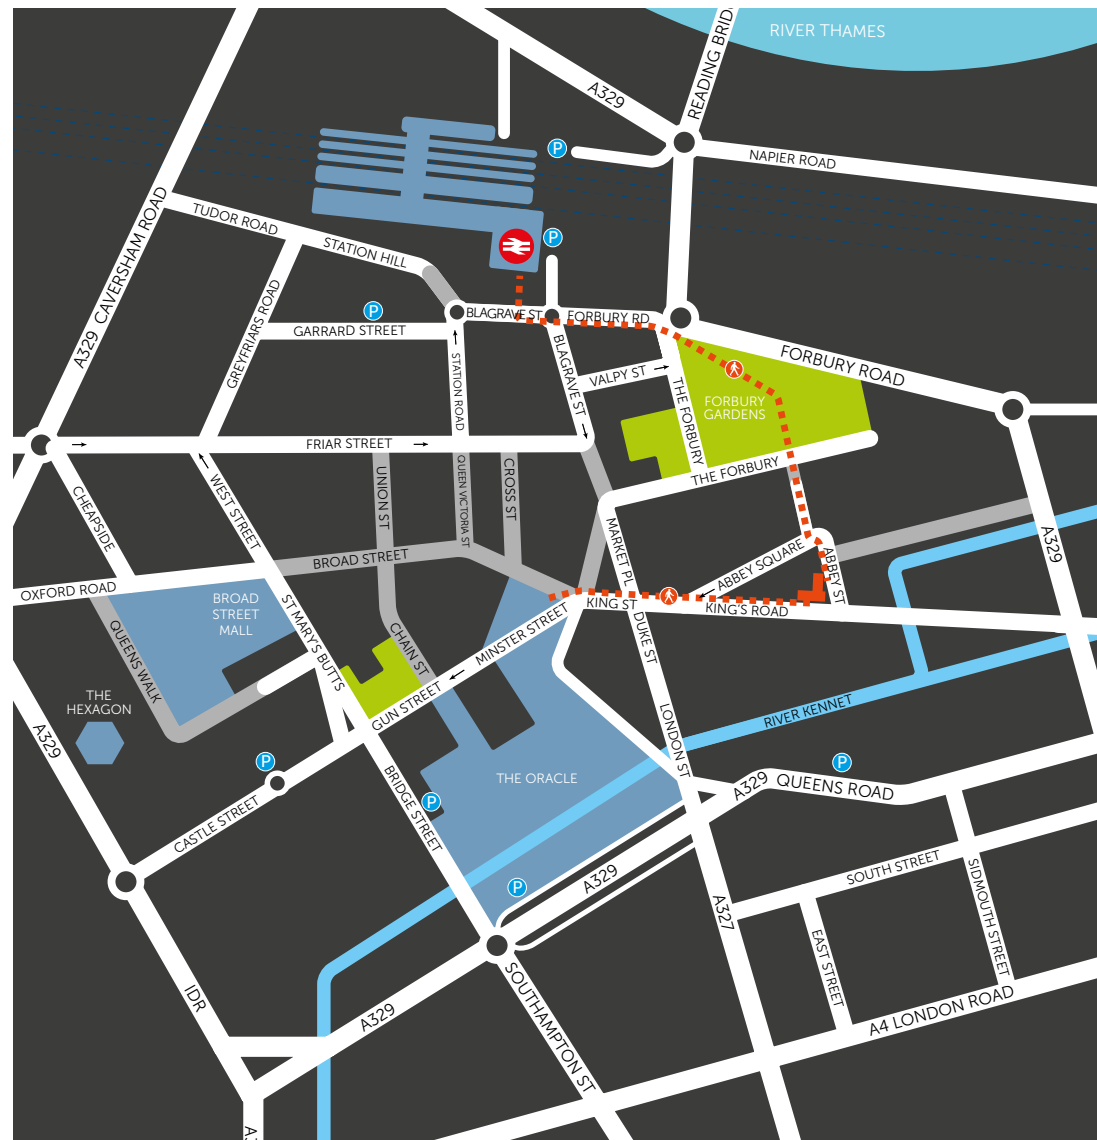 RIVER THAMES
READING BRID
A329
P
NAPIER ROAD
TUDOR ROAD
STATION HILL
P
A329 CAVERSHAM ROAD
GREYFRIARS ROAD
P
GARRARD STREET
BLAGRAVE ST
FORBURY RD
STATION ROAD
BLAGRAVE ST
VALPY ST
THE FORBURY
FORBURY
GARDENS
FORBURY ROAD
FRIAR STREET
THE FORBURY
CHEAPSIDE
WEST STREET
UNION ST
QUEEN VICTORIA ST
CROSS ST
MARKET PL
ABBEY SQUARE
ABBEY ST
A329
OXFORD ROAD
BROAD STREET
BROAD
STREET
MALL
ST MARY'S BUTTS
QUEENS WALK
CHAIN ST
MINSTER STREET
KING ST
KING'S ROAD
DUKE ST
GUN STREET
THE
HEXAGON
A329
RIVER KENNET
LONDON ST
P
THE ORACLE
P
A329
QUEENS ROAD
BRIDGE STREET
P
CASTLE STREET
P
A329
SOUTH STREET
SIDMOUTH STREET
A327
EAST STREET
IDR
A329
SOUTHAMPTON ST
A4 LONDON ROAD